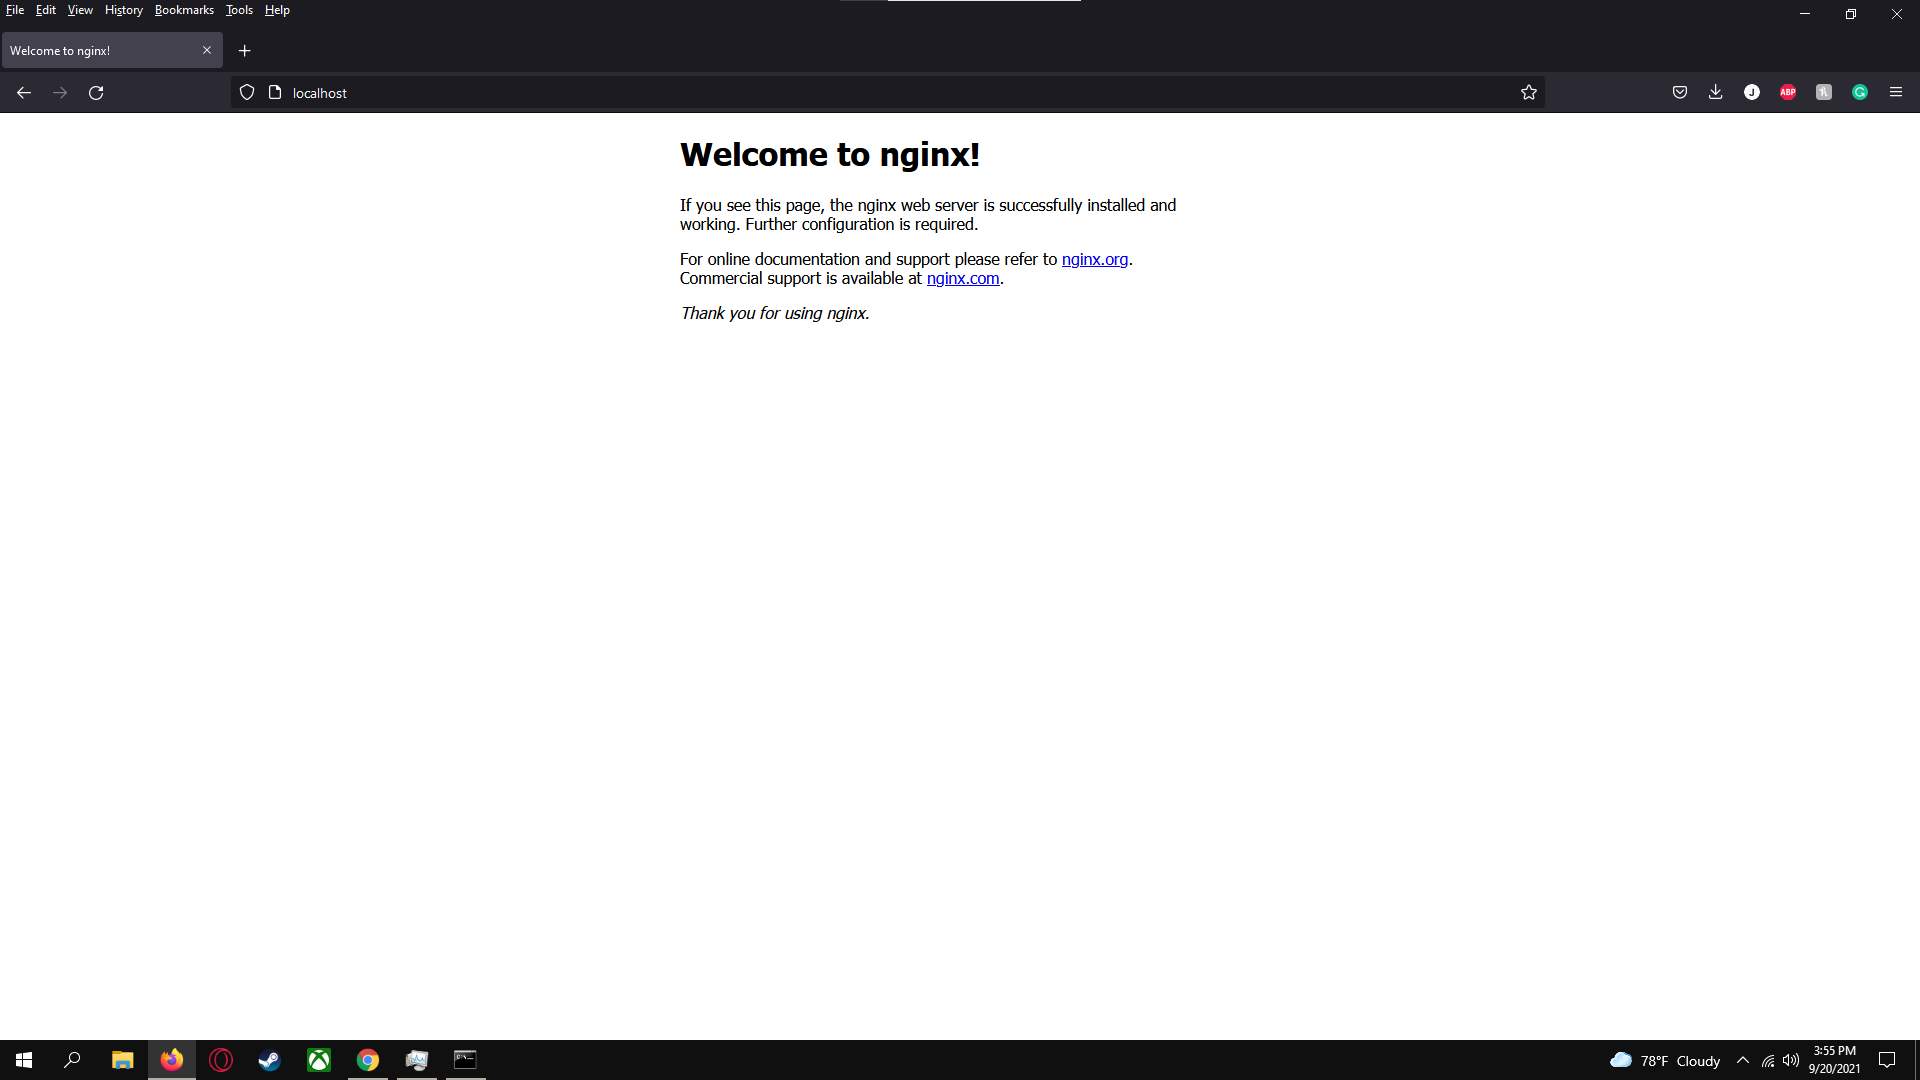 File Edit View History Bookmarks Tools Help
Welcome to nginx!
localhost
J
ABP
Welcome to nginx!
If you see this page, the nginx web server is successfully installed and
working. Further configuration is required.
For online documentation and support please refer to nginx.org.
Commercial support is available at nginx.com.
Thank you for using nginx.
78°F Cloudy
3:55 PM
9/20/2021